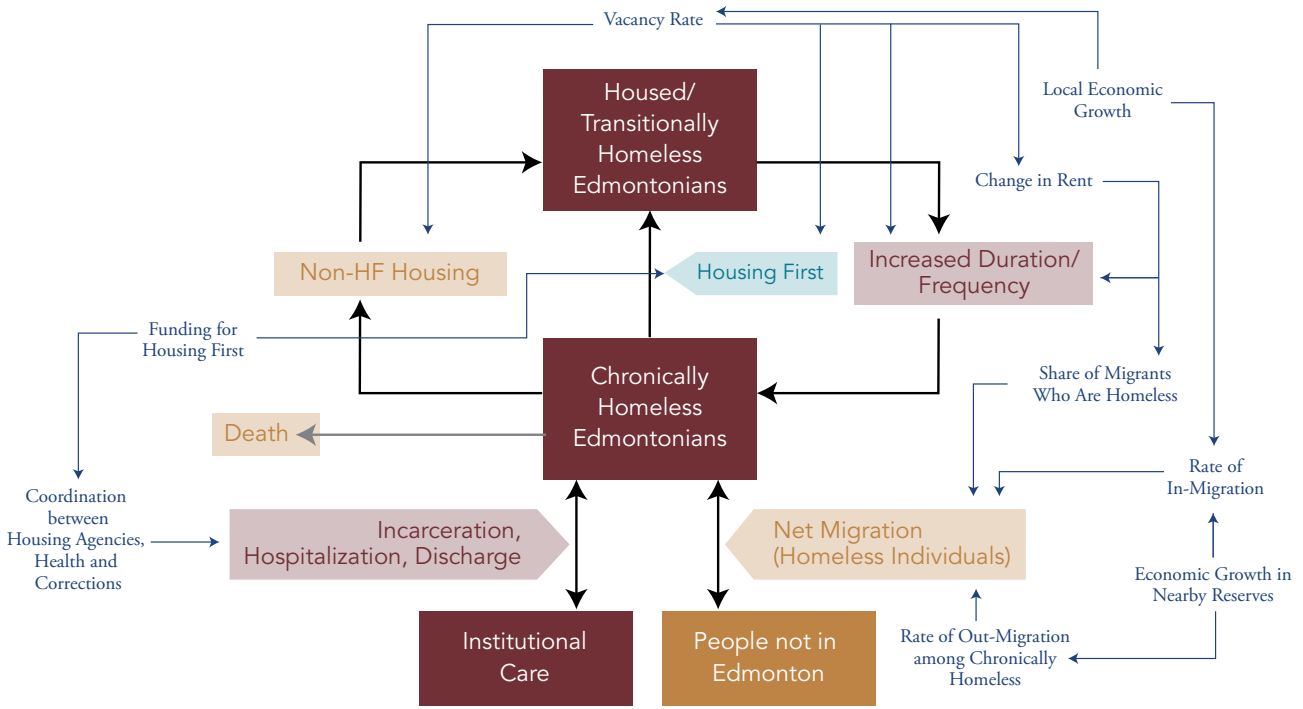 Vacancy Rate
Local Economic
Growth
Housed/
Transitionally
Homeless
Edmontonians
Change in Rent
Non-HF Housing
Housing First
Increased Duration/
Frequency
Funding for
Housing First
Chronically
Homeless
Edmontonians
Share of Migrants
Who Are Homeless
Death
Rate of
In-Migration
Coordination
between
Housing Agencies,
Health and
Corrections
Incarceration,
Hospitalization, Discharge
Net Migration
(Homeless Individuals)
Economic Growth in
Nearby Reserves
Institutional
Care
People not in
Edmonton
Rate of Out-Migration
among Chronically
Homeless